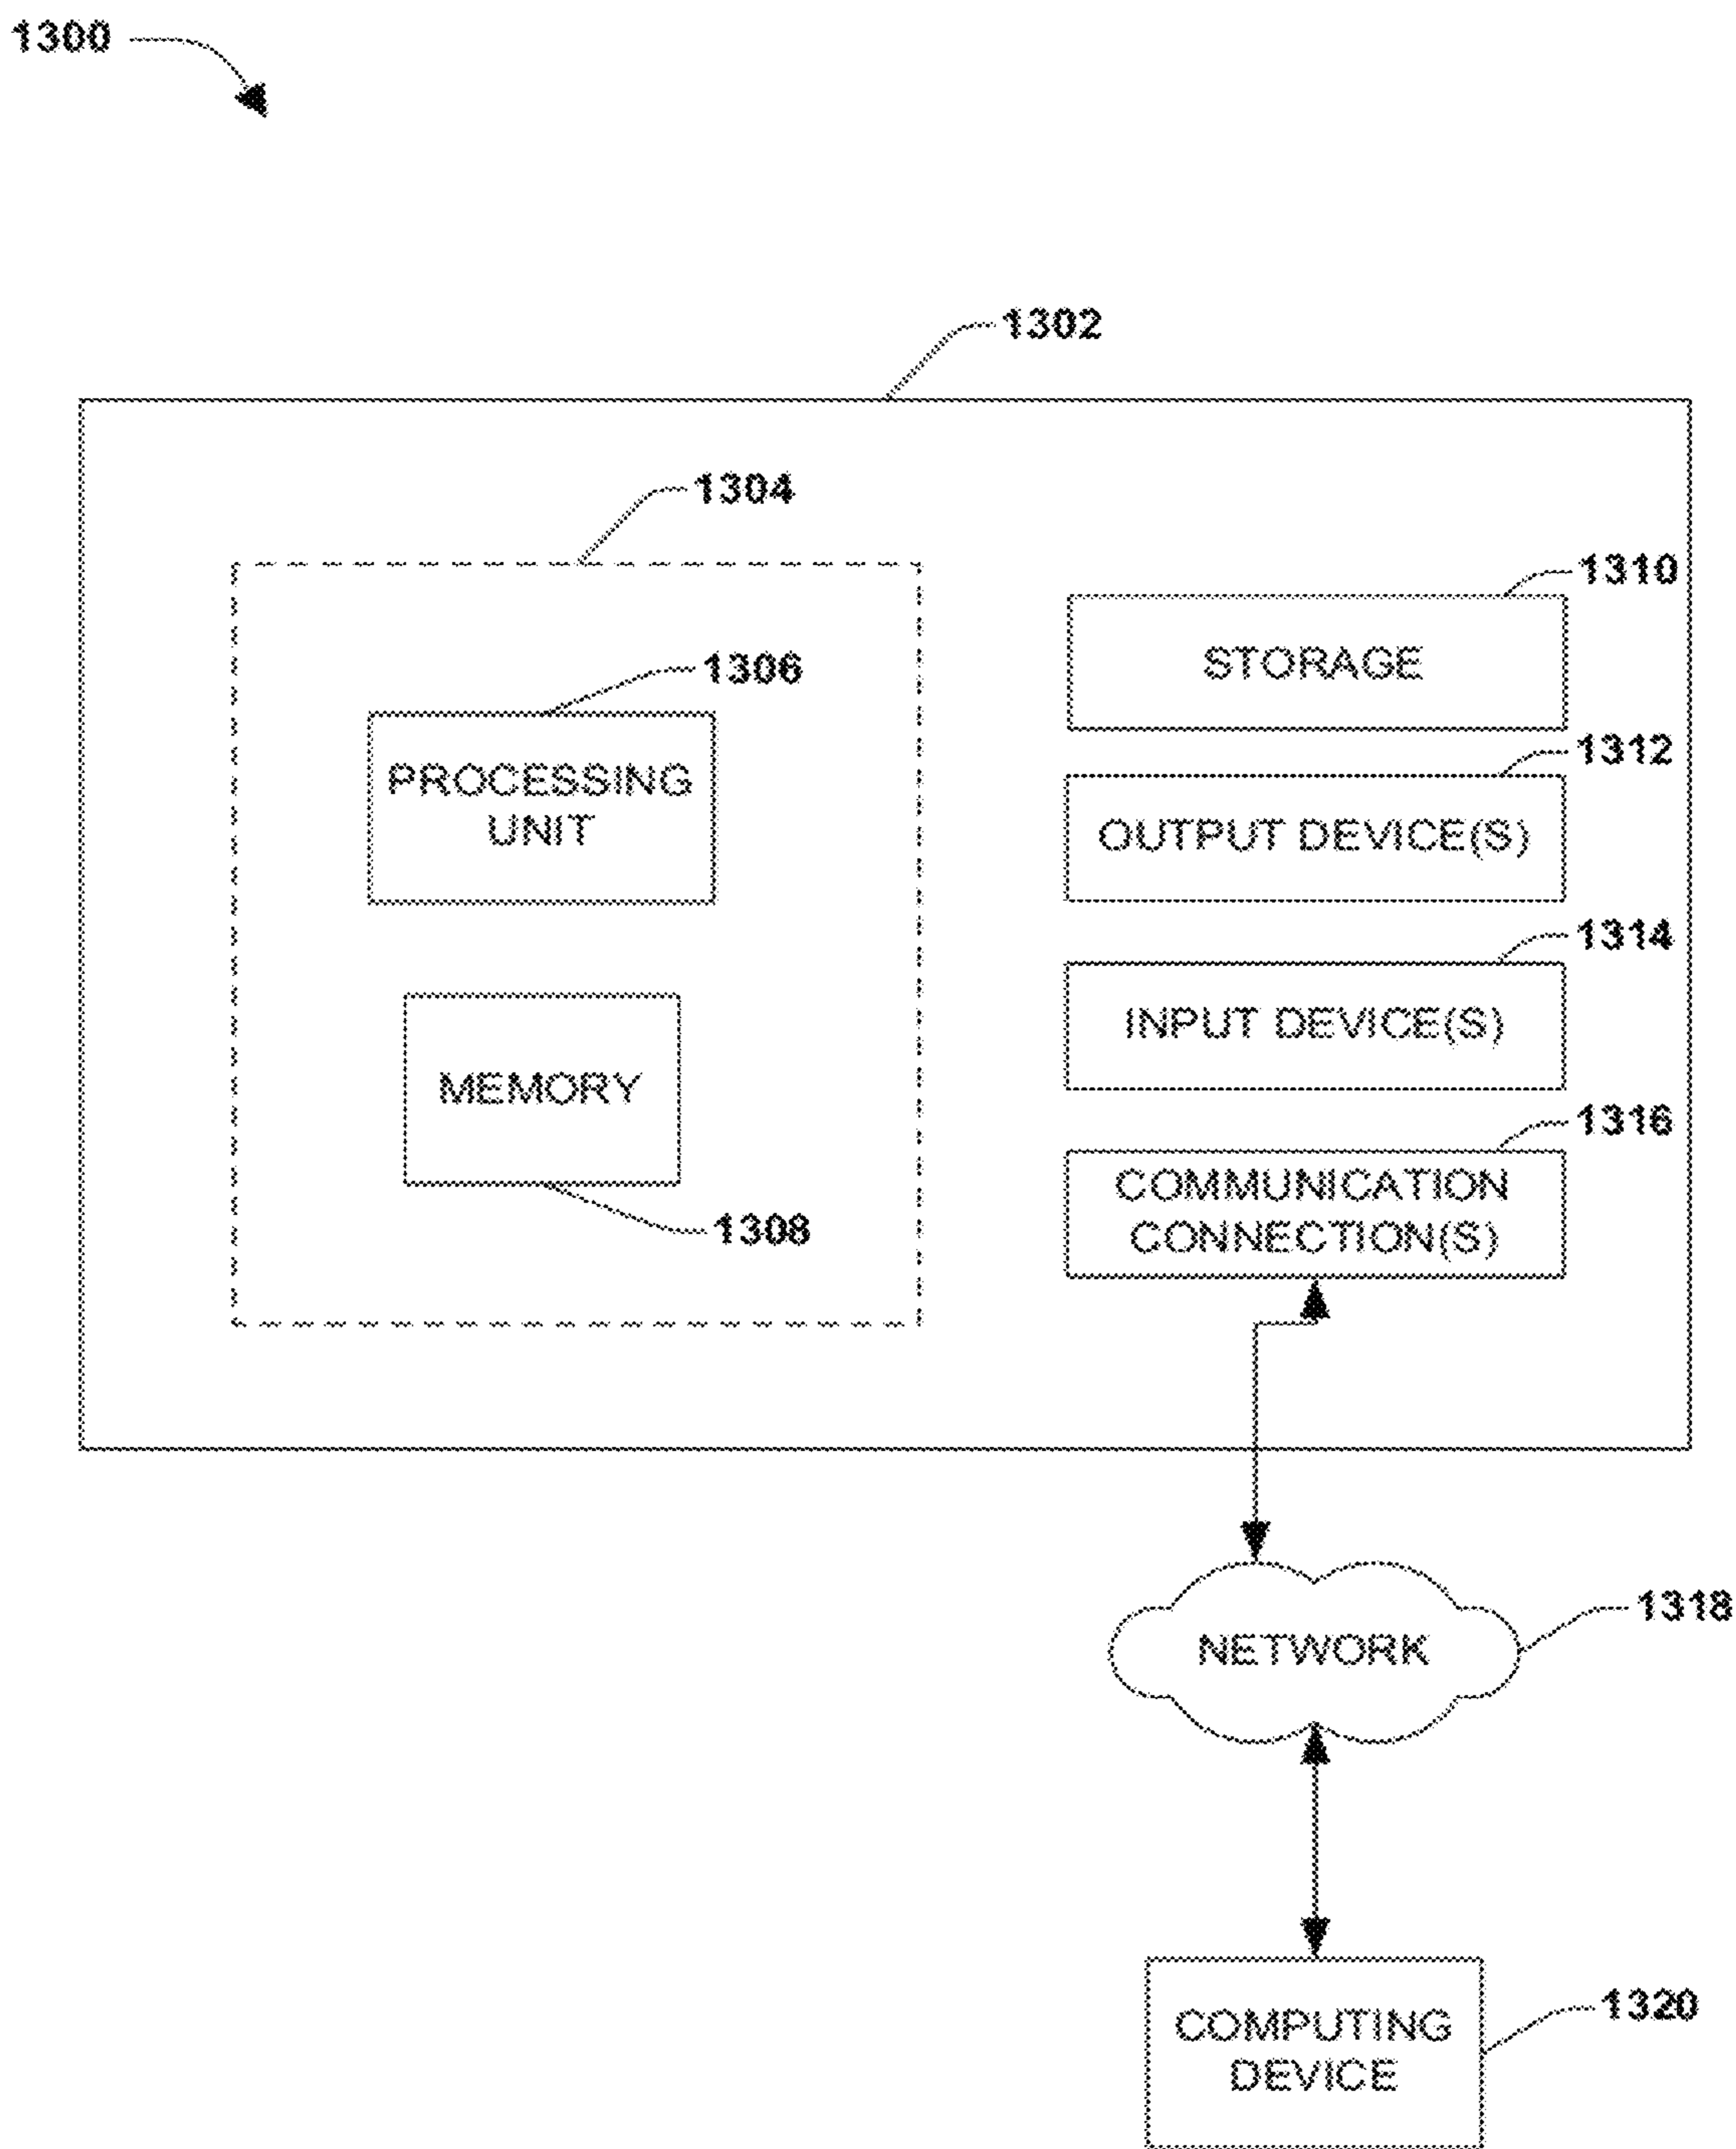 1300
1302
1304
1306
PROCESSING
UNIT
MEMORY
1308
1310
STORAGE
1312
OUTPUT DEVICE(S)
1314
INPUT DEVICE(S)
1316
COMMUNICATION
CONNECTION(S)
NETWORK
1318
COMPUTING
DEVICE
1320